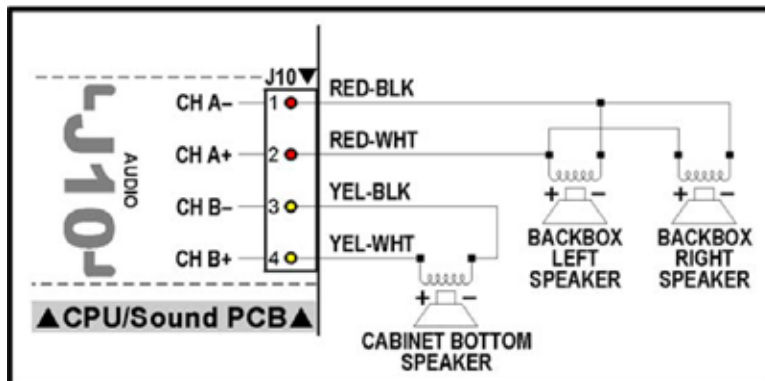 J10▼
CH A– 1 RED-BLK
CH A+ 2 RED-WHT
CH B– 3 YEL-BLK
CH B+ 4 YEL-WHT
J10
AUDIO
+ –
BACKBOX
LEFT
SPEAKER
+ –
BACKBOX
RIGHT
SPEAKER
+ –
CABINET BOTTOM
SPEAKER
▲CPU/Sound PCB▲